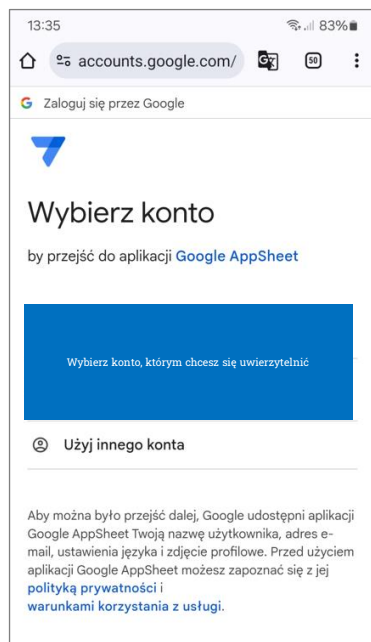 13:35 83%
accounts.google.com/ 50
Zaloguj się przez Google
Wybierz konto
by przejść do aplikacji Google AppSheet
Wybierz konto, którym chcesz się uwierzytelnić
Użyj innego konta
Aby można było przejść dalej, Google udostępni aplikacji
Google AppSheet Twoją nazwę użytkownika, adres e-
mail, ustawienia języka i zdjęcie profilowe. Przed użyciem
aplikacji Google AppSheet możesz zapoznać się z jej
polityką prywatności i
warunkami korzystania z usługi.